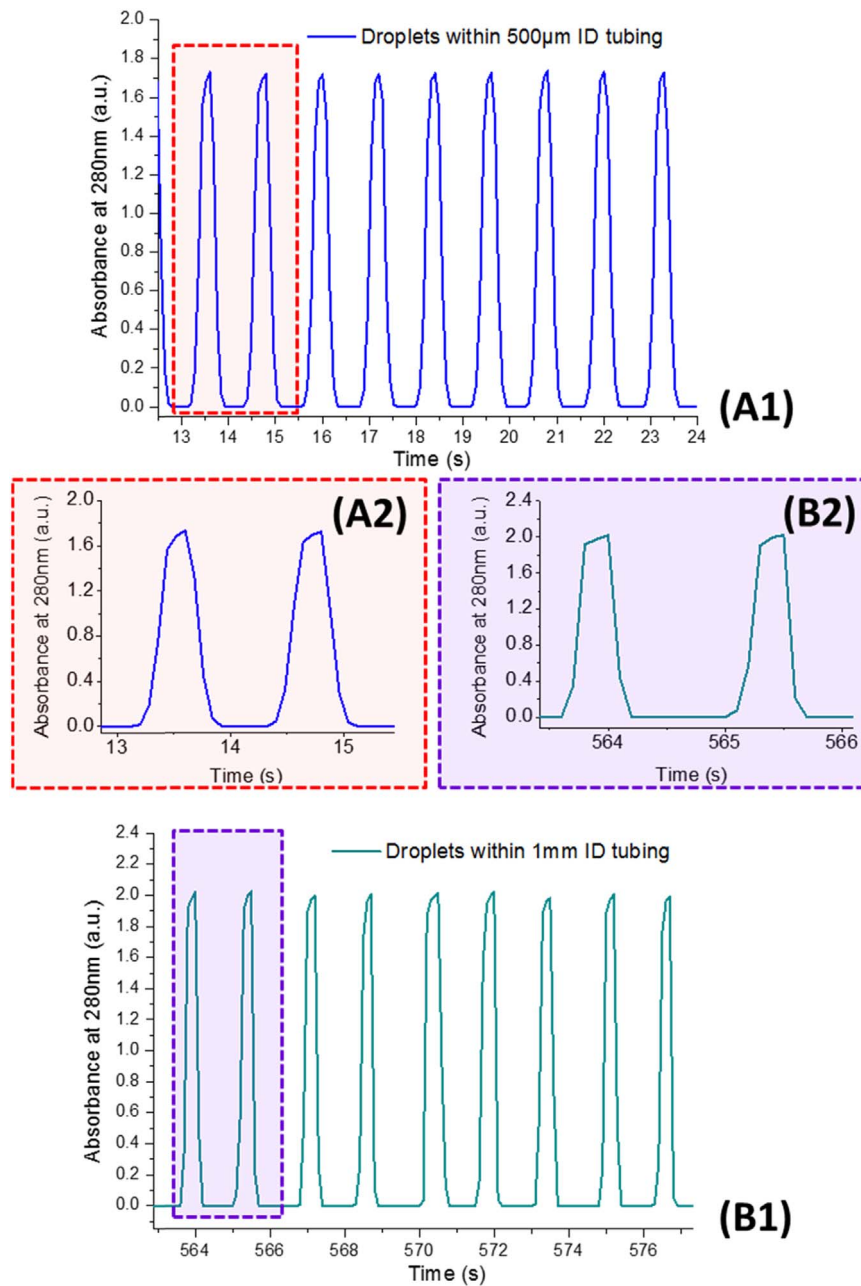 2.0
1.8
1.6
1.4
1.2
1.0
0.8
0.6
0.4
0.2
0.0
Absorbance at 280nm (a.u.)
Droplets within 500µm ID tubing
13 14 15 16 17 18 19 20 21 22 23 24
Time (s)
(A1)
(A2)
2.0
1.6
1.2
0.8
0.4
0.0
Absorbance at 280nm (a.u.)
13 14 15
Time (s)
(B2)
2.4
2.0
1.6
1.2
0.8
0.4
0.0
Absorbance at 280nm (a.u.)
564 565 566
Time (s)
2.4
2.2
2.0
1.8
1.6
1.4
1.2
1.0
0.8
0.6
0.4
0.2
0.0
Absorbance at 280nm (a.u.)
Droplets within 1mm ID tubing
564 566 568 570 572 574 576
Time (s)
(B1)